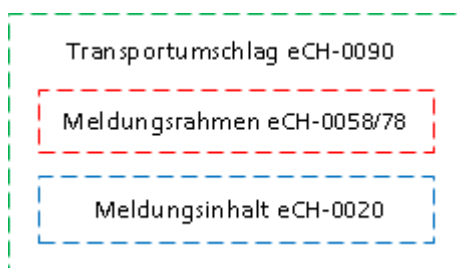 Transportumschlag eCH-0090
Meldungsrahmen eCH-0058/78
Meldungsinhalt eCH-0020